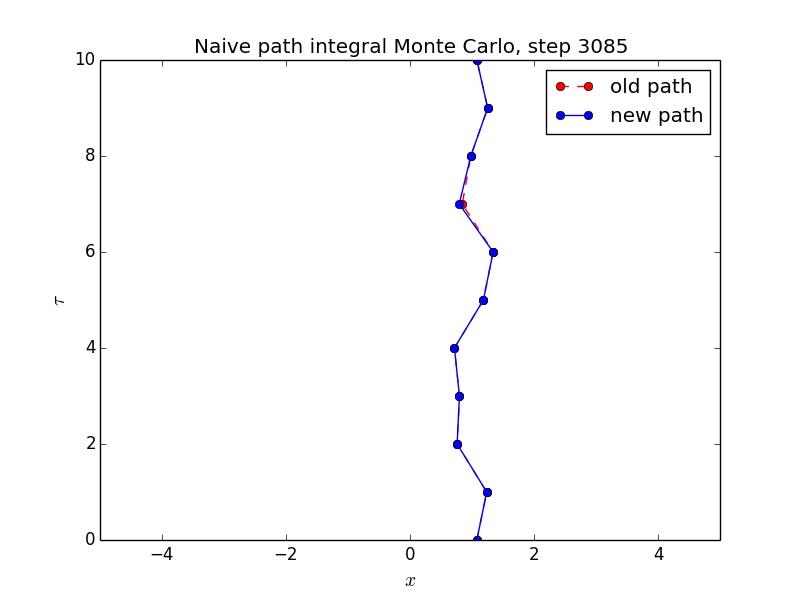 Naive path integral Monte Carlo, step 3085
10
old path
new path
8
6
τ
4
2
0
−4 −2 0 2 4
x